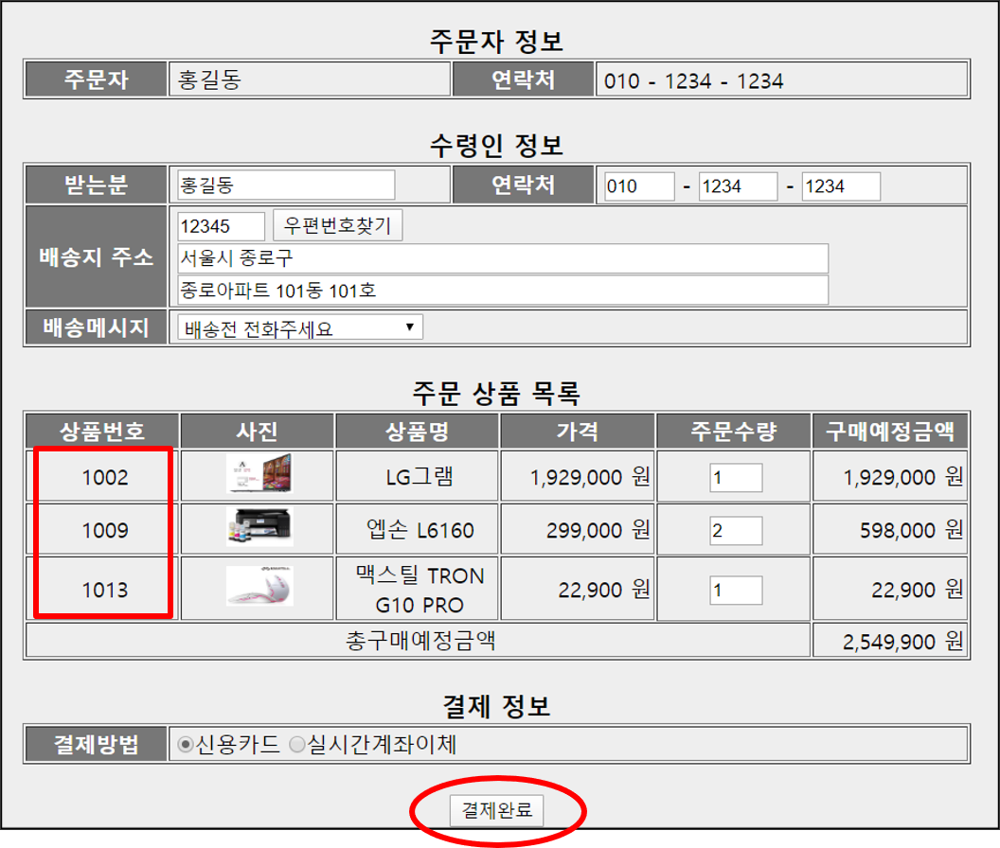 주문자 정보
주문자 홍길동 연락처 010 - 1234 - 1234
수령인 정보
받는분 홍길동 연락처 010 - 1234 - 1234
배송지 주소 12345 우편번호찾기
서울시 종로구
종로아파트 101동 101호
배송메시지 배송전 전화주세요
주문 상품 목록
상품번호 사진 상품명 가격 주문수량 구매예정금액
1002 LG그램 1,929,000 원 1 1,929,000 원
1009 엡손 L6160 299,000 원 2 598,000 원
1013 맥스틸 TRON G10 PRO 22,900 원 1 22,900 원
총구매예정금액 2,549,900 원
결제 정보
결제방법 신용카드 실시간계좌이체
결제완료